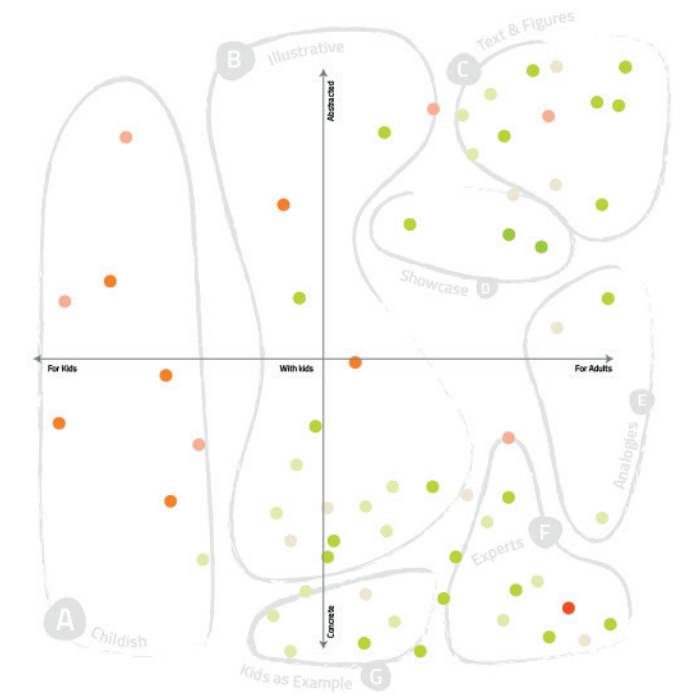 Text & Figures
B
Illustrative
C
Abstracted
Showcase
D
For Kids
With kids
For Adults
E
Analogies
F
Experts
Concrete
A
Childish
Kids as Example
G